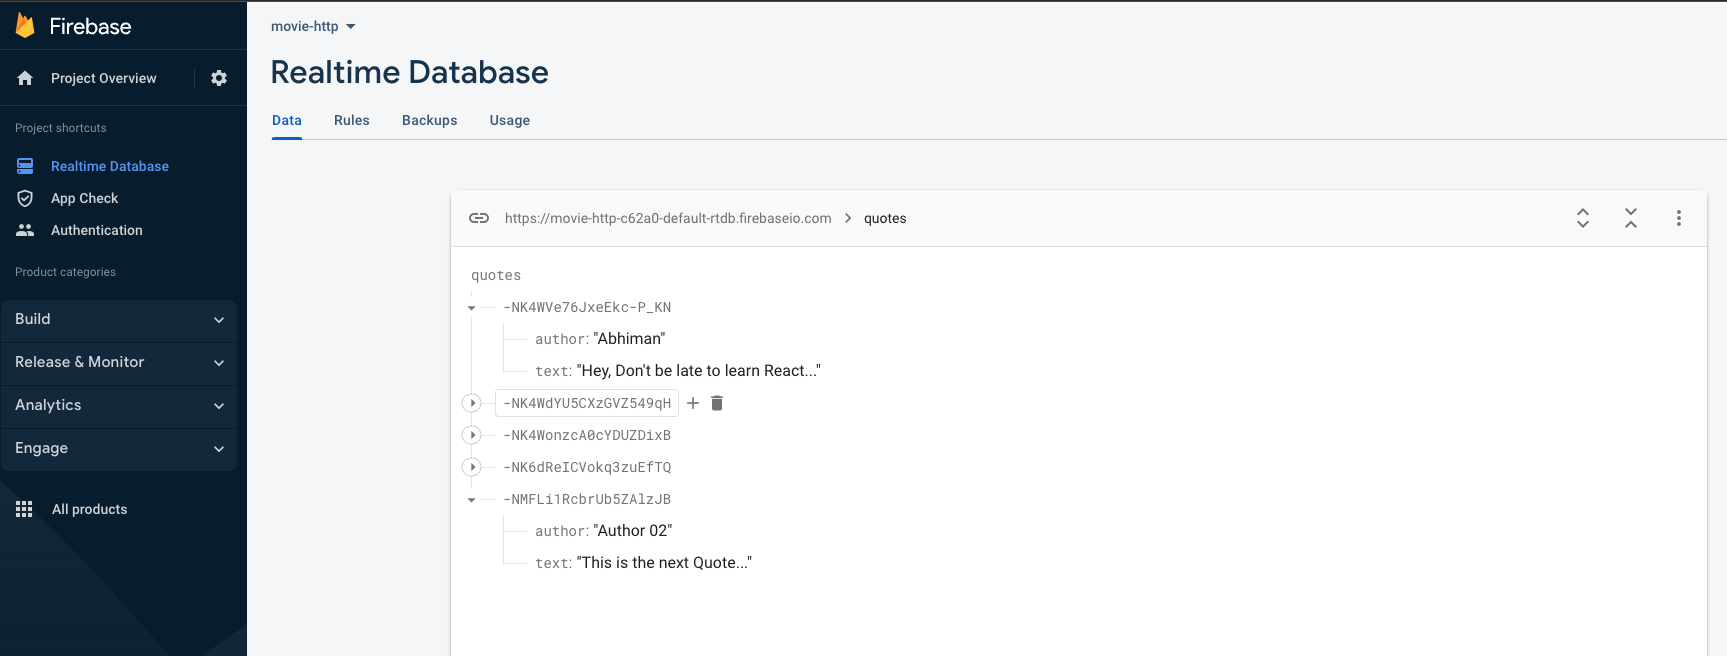 Firebase
Project Overview
Project shortcuts
Realtime Database
App Check
Authentication
Product categories
Build
Release & Monitor
Analytics
Engage
All products
movie-http
Realtime Database
Data Rules Backups Usage
https://movie-http-c62a0-default-rtdb.firebaseio.com > quotes
quotes
-NK4WVe76JxeEkc-P_KN
author: "Abhiman"
text: "Hey, Don't be late to learn React..."
-NK4WdYU5CXzGVZ549qH
-NK4WonzcA0cYDUZDixB
-NK6dReICVokq3zuEfTQ
-NMFLi1RcbrUb5ZAlzJB
author: "Author 02"
text: "This is the next Quote..."